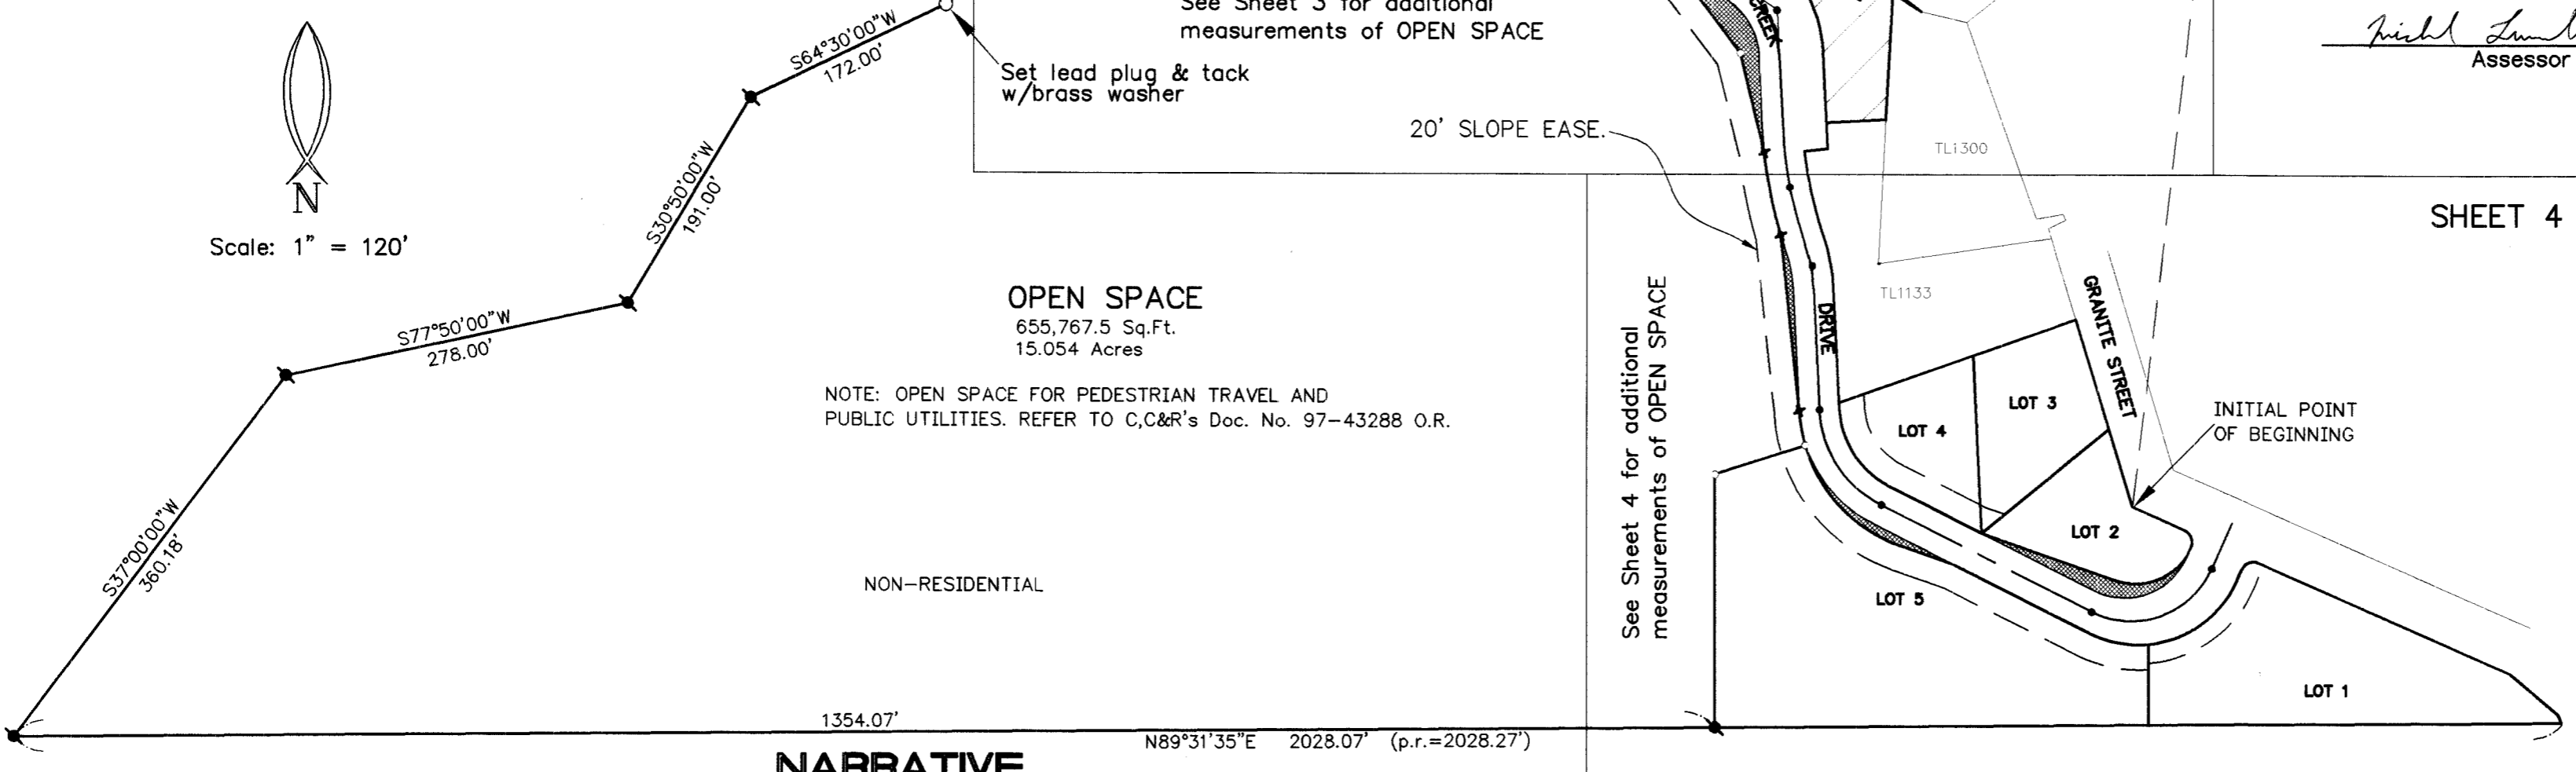 See Sheet 3 for additional
measurements of OPEN SPACE
S64°30'00"W
172.00'
Set lead plug & tack
w/brass washer
N
Scale: 1" = 120'
S30°50'00"W
191.00'
S77°50'00"W
278.00'
S37°00'00"W
360.18'
OPEN SPACE
655,767.5 Sq.Ft.
15.054 Acres
NOTE: OPEN SPACE FOR PEDESTRIAN TRAVEL AND
PUBLIC UTILITIES. REFER TO C,C&R's Doc. No. 97-43288 O.R.
NON-RESIDENTIAL
1354.07'
N89°31'35"E 2028.07' (p.r.=2028.27')
NARRATIVE
20' SLOPE EASE.
CREEK
DRIVE
See Sheet 4 for additional
measurements of OPEN SPACE
TL1300
TL1133
GRANITE STREET
LOT 4
LOT 3
LOT 2
LOT 5
LOT 1
INITIAL POINT
OF BEGINNING
Assessor
SHEET 4